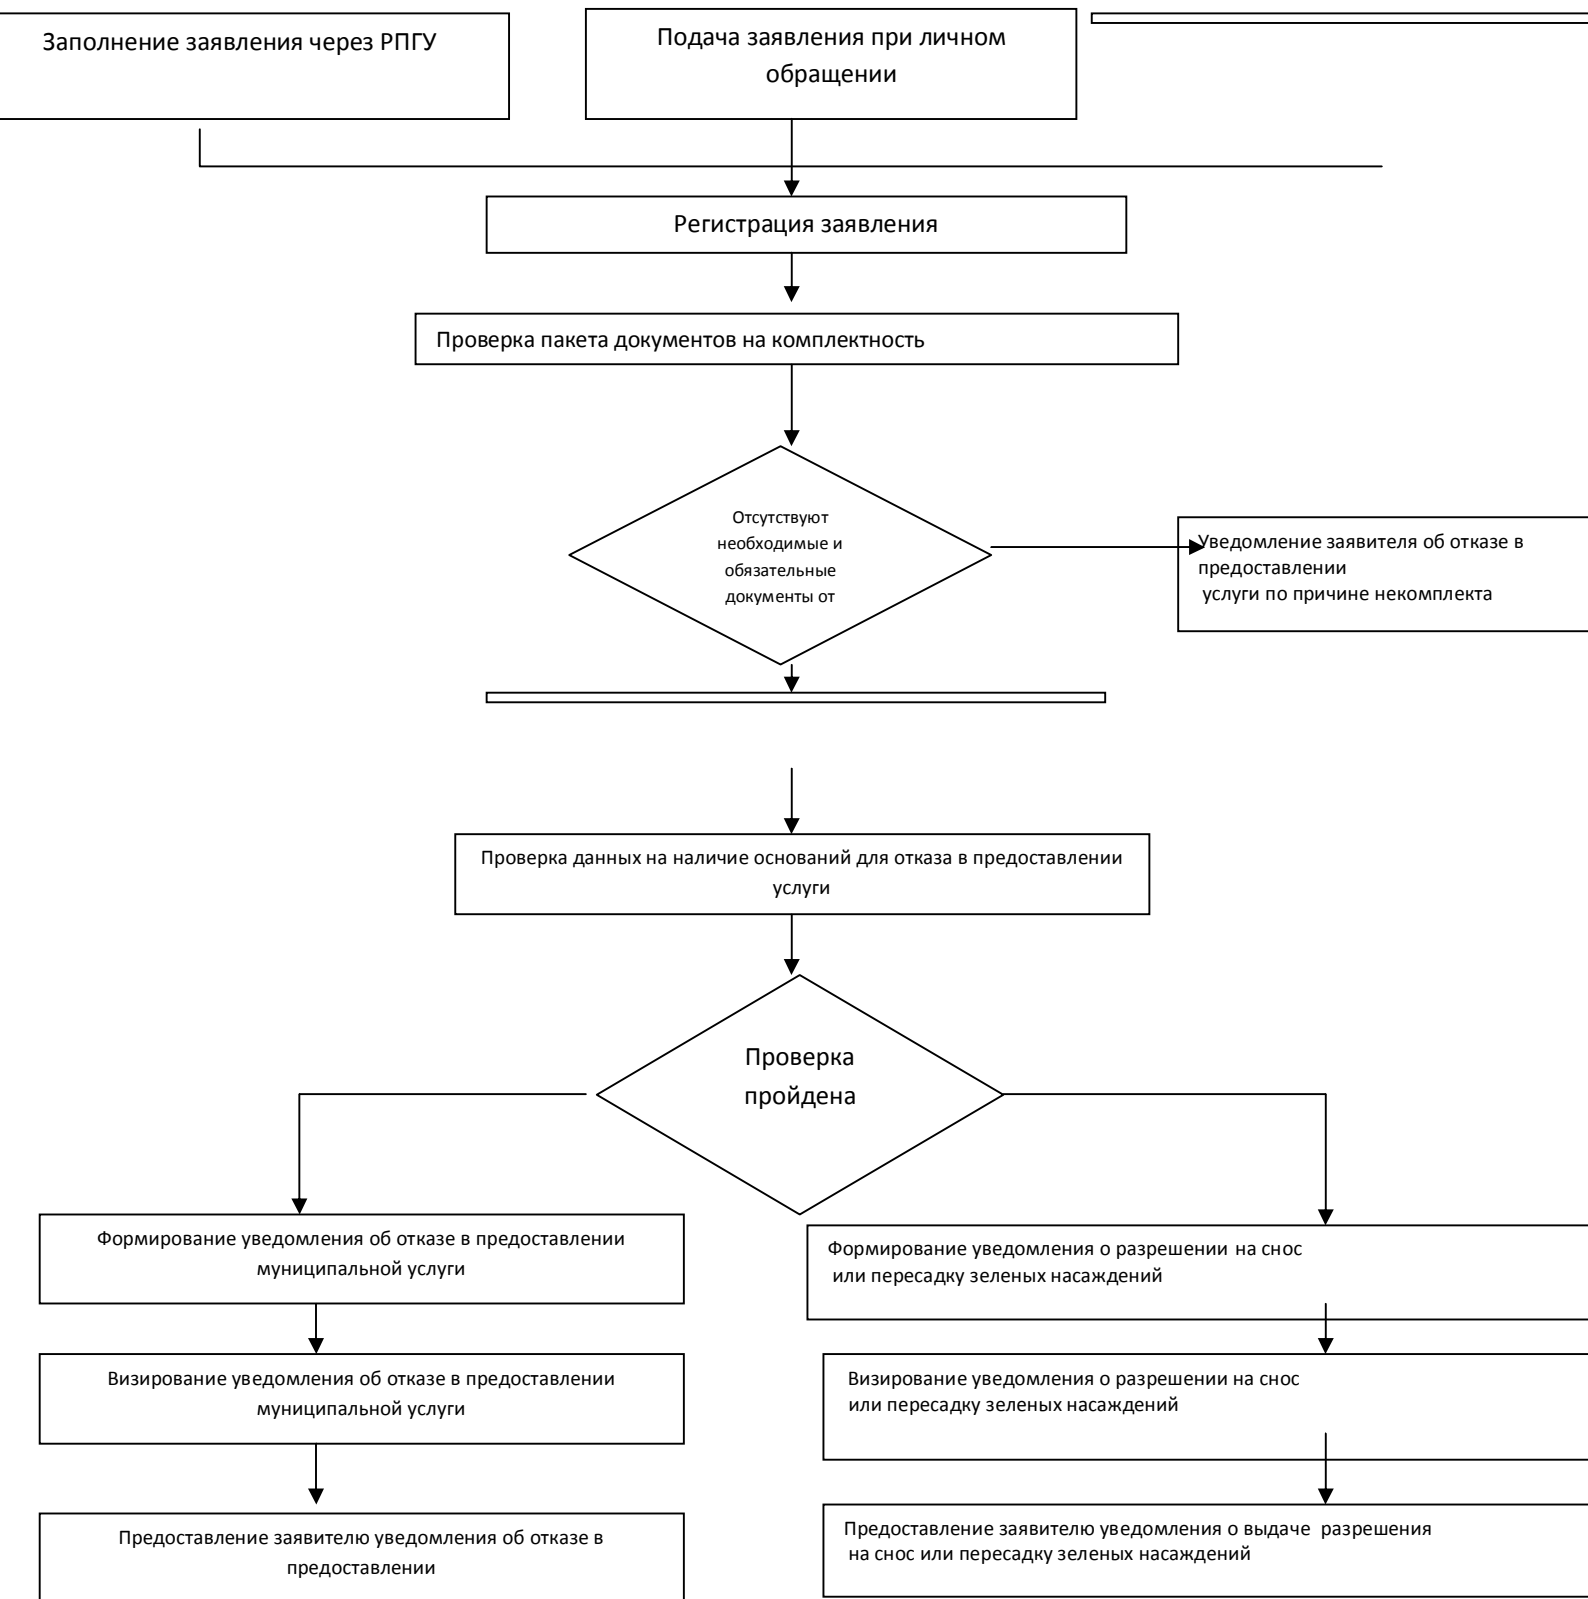 Заполнение заявления через РПГУ
Подача заявления при личном
обращении
Регистрация заявления
Проверка пакета документов на комплектность
Отсутствуют
необходимые и
обязательные
документы от
Уведомление заявителя об отказе в
предоставлении
услуги по причине некомплекта
Проверка данных на наличие оснований для отказа в предоставлении
услуги
Проверка
пройдена
Формирование уведомления об отказе в предоставлении
муниципальной услуги
Формирование уведомления о разрешении на снос
или пересадку зеленых насаждений
Визирование уведомления об отказе в предоставлении
муниципальной услуги
Визирование уведомления о разрешении на снос
или пересадку зеленых насаждений
Предоставление заявителю уведомления об отказе в
предоставлении
Предоставление заявителю уведомления о выдаче разрешения
на снос или пересадку зеленых насаждений